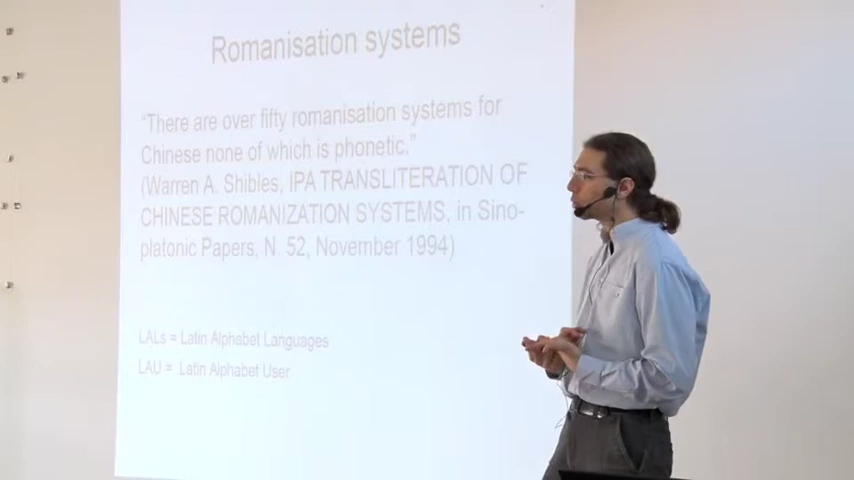 Romanisation systems
“There are over fifty romanisation systems for
Chinese none of which is phonetic.”
(Warren A. Shibles, IPA TRANSLITERATION OF
CHINESE ROMANIZATION SYSTEMS, in Sino-
platonic Papers, N. 52, November 1994)
LALs = Latin Alphabet Languages
LAU = Latin Alphabet User